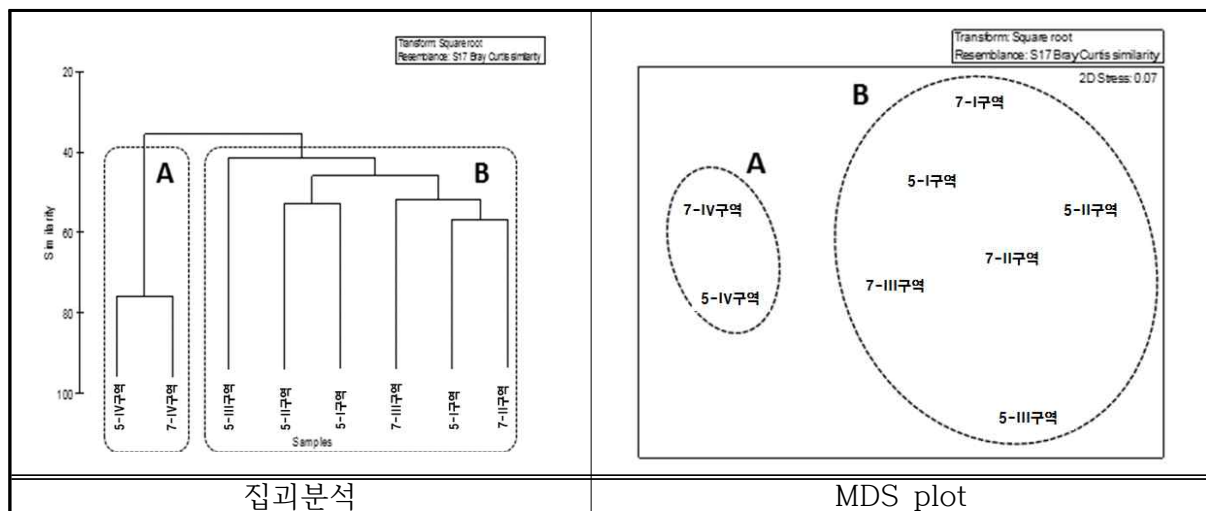 Transform: Square root
Resemblance: S17 Bray Curtis similarity
20
40
60
80
100
Similarity
A
B
5-IV구역
7-IV구역
5-III구역
5-II구역
5-I구역
7-III구역
5-I구역
7-II구역
Samples
집괴분석
Transform: Square root
Resemblance: S17 Bray Curtis similarity
2D Stress: 0.07
B
7-I구역
A
5-I구역
7-IV구역
5-II구역
7-II구역
7-III구역
5-IV구역
5-III구역
MDS plot